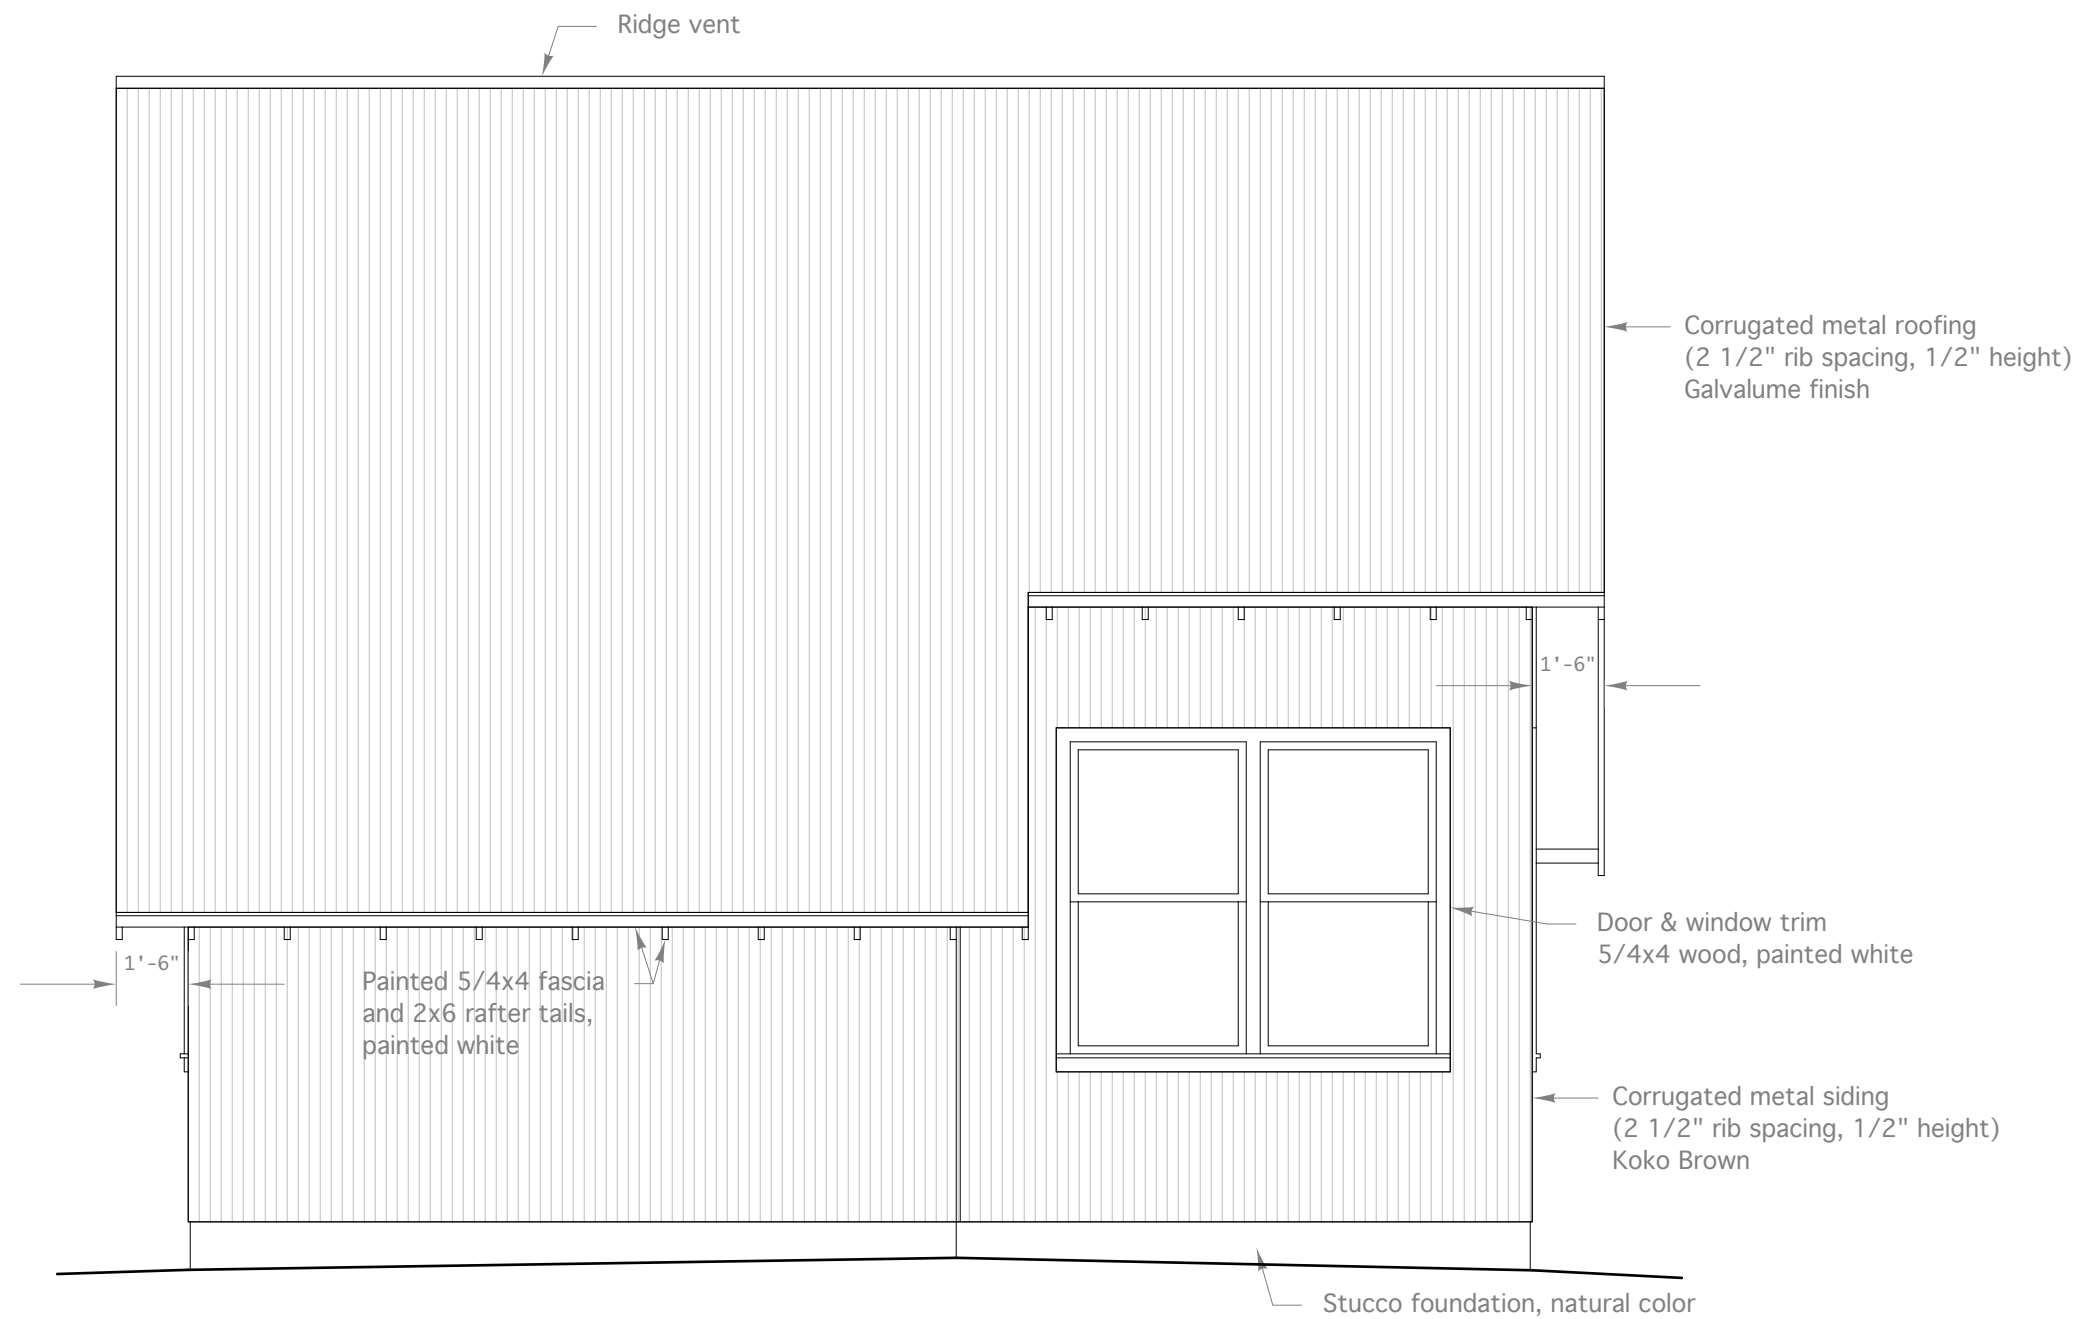 Ridge vent
Corrugated metal roofing
(2 1/2" rib spacing, 1/2" height)
Galvalume finish
1'-6"
Door & window trim
5/4x4 wood, painted white
1'-6"
Painted 5/4x4 fascia
and 2x6 rafter tails,
painted white
Corrugated metal siding
(2 1/2" rib spacing, 1/2" height)
Koko Brown
Stucco foundation, natural color